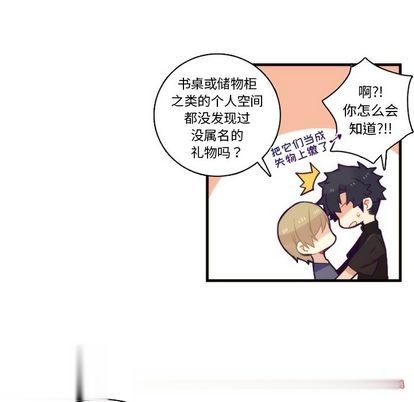 书桌或储物柜
之类的个人空间
都没发现过
没属名的
礼物吗？
啊?!
你怎么会
知道?!!
把它们当成
失物上缴了